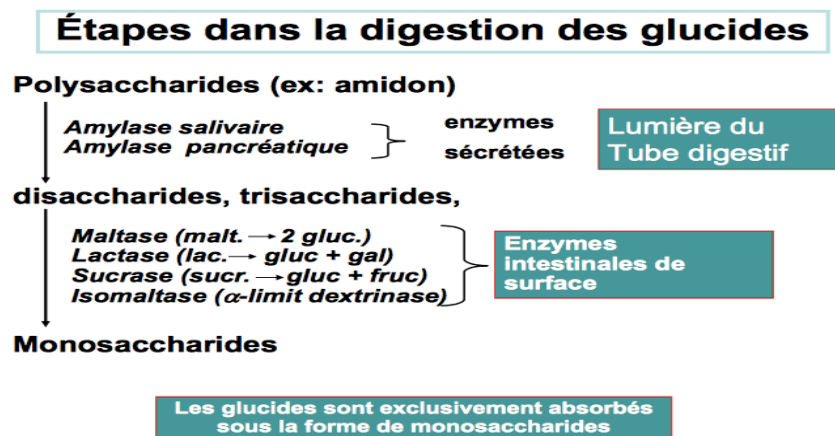 Étapes dans la digestion des glucides
Polysaccharides (ex: amidon)
Amylase salivaire
Amylase pancréatique
enzymes
sécrétées
Lumière du
Tube digestif
disaccharides, trisaccharides,
Maltase (malt. → 2 gluc.)
Lactase (lac.→ gluc + gal)
Sucrase (sucr. →gluc + fruc)
Isomaltase (α-limit dextrinase)
Enzymes
intestinales de
surface
Monosaccharides
Les glucides sont exclusivement absorbés
sous la forme de monosaccharides